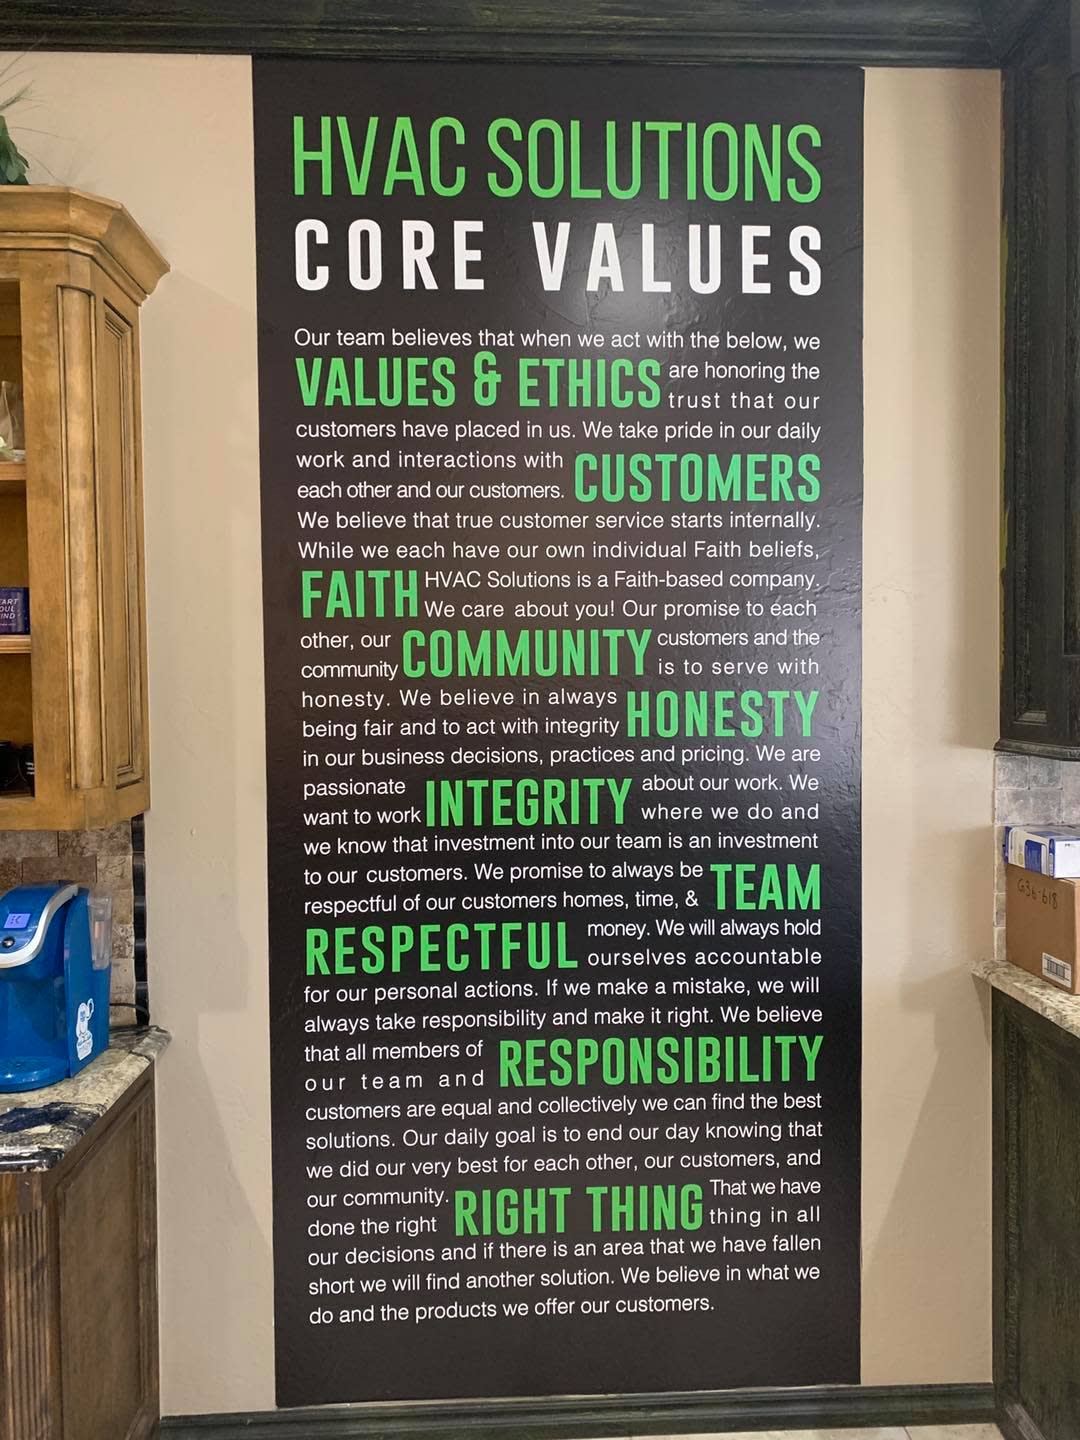 HVAC SOLUTIONS
CORE VALUES
Our team believes that when we act with the below, we
VALUES & ETHICS are honoring the
trust that our
customers have placed in us. We take pride in our daily
work and interactions with CUSTOMERS
each other and our customers.
We believe that true customer service starts internally.
While we each have our own individual Faith beliefs,
FAITH HVAC Solutions is a Faith-based company.
We care about you! Our promise to each
other, our COMMUNITY customers and the
community is to serve with
honesty. We believe in always HONESTY
being fair and to act with integrity
in our business decisions, practices and pricing. We are
passionate INTEGRITY about our work. We
want to work where we do and
we know that investment into our team is an investment
to our customers. We promise to always be TEAM
respectful of our customers homes, time, &
RESPECTFUL money. We will always hold
ourselves accountable
for our personal actions. If we make a mistake, we will
always take responsibility and make it right. We believe
that all members of RESPONSIBILITY
our team and
customers are equal and collectively we can find the best
solutions. Our daily goal is to end our day knowing that
we did our very best for each other, our customers, and
our community. RIGHT THING That we have
done the right thing in all
our decisions and if there is an area that we have fallen
short we will find another solution. We believe in what we
do and the products we offer our customers.
G36-618